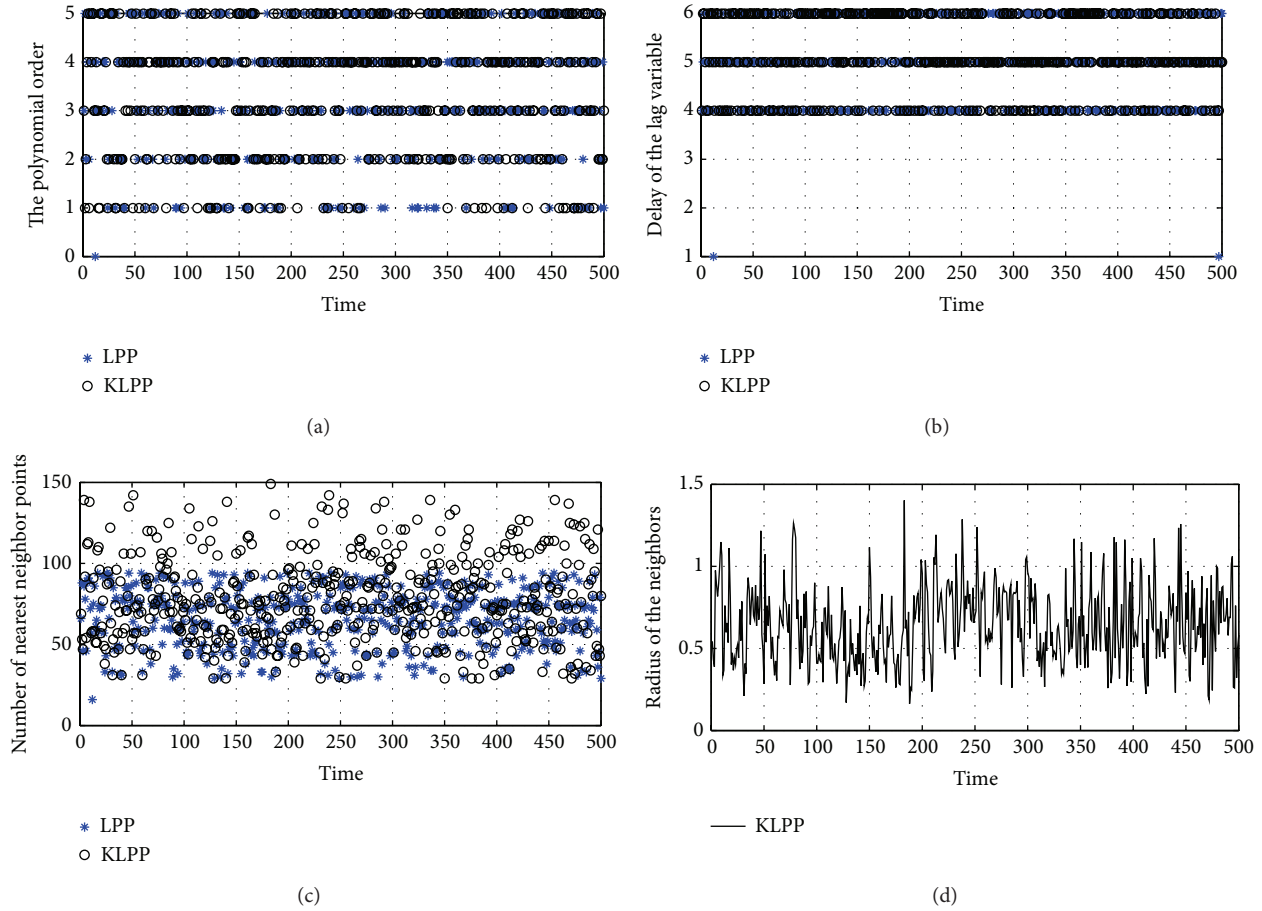 5
4
3
2
1
0
The polynomial order
0 50 100 150 200 250 300 350 400 450 500
Time
LPP
KLPP
(a)
6
5
4
3
2
1
Delay of the lag variable
0 50 100 150 200 250 300 350 400 450 500
Time
LPP
KLPP
(b)
150
100
50
0
Number of nearest neighbor points
0 50 100 150 200 250 300 350 400 450 500
Time
LPP
KLPP
(c)
1.5
1
0.5
0
Radius of the neighbors
0 50 100 150 200 250 300 350 400 450 500
Time
KLPP
(d)